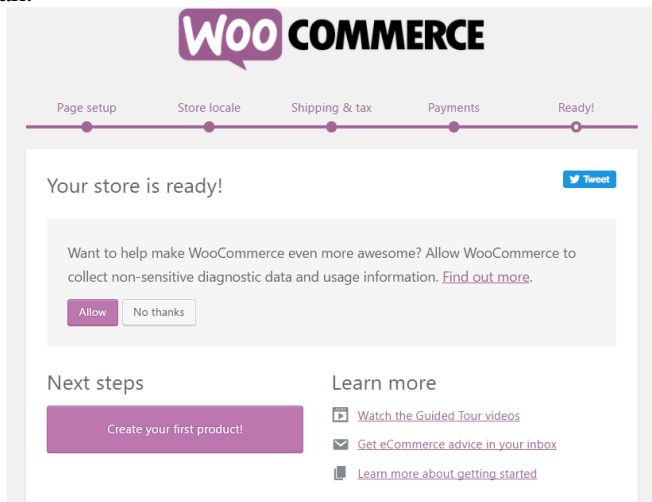 WOO COMMERCE
Page setup Store locale Shipping & tax Payments Ready!
Your store is ready!
Tweet
Want to help make WooCommerce even more awesome? Allow WooCommerce to
collect non-sensitive diagnostic data and usage information. Find out more.
Allow No thanks
Next steps
Create your first product!
Learn more
Watch the Guided Tour videos
Get eCommerce advice in your inbox
Learn more about getting started